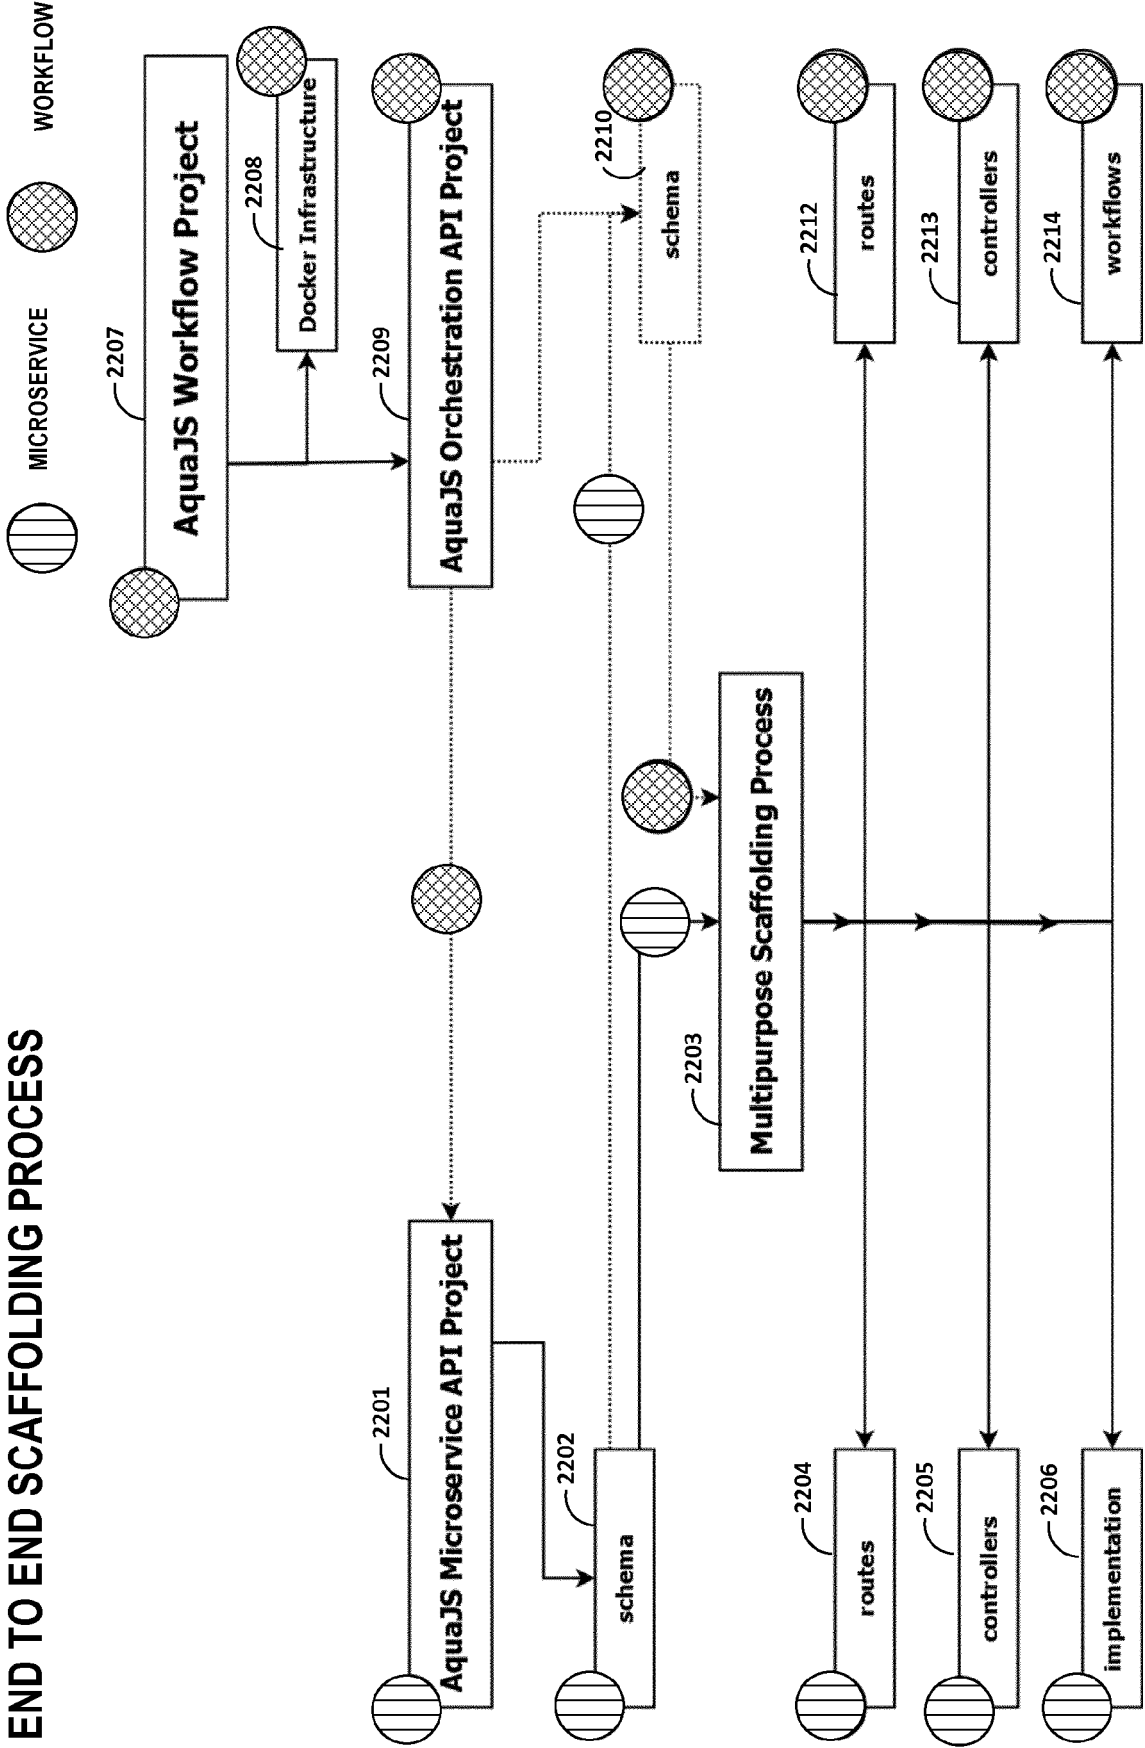 END TO END SCAFFOLDING PROCESS
MICROSERVICE
WORKFLOW
2207
AquaJS Workflow Project
2208
Docker Infrastructure
2201
AquaJS Microservice API Project
2209
AquaJS Orchestration API Project
2202
schema
2210
schema
2203
Multipurpose Scaffolding Process
2204
routes
2212
routes
2205
controllers
2213
controllers
2206
implementation
2214
workflows